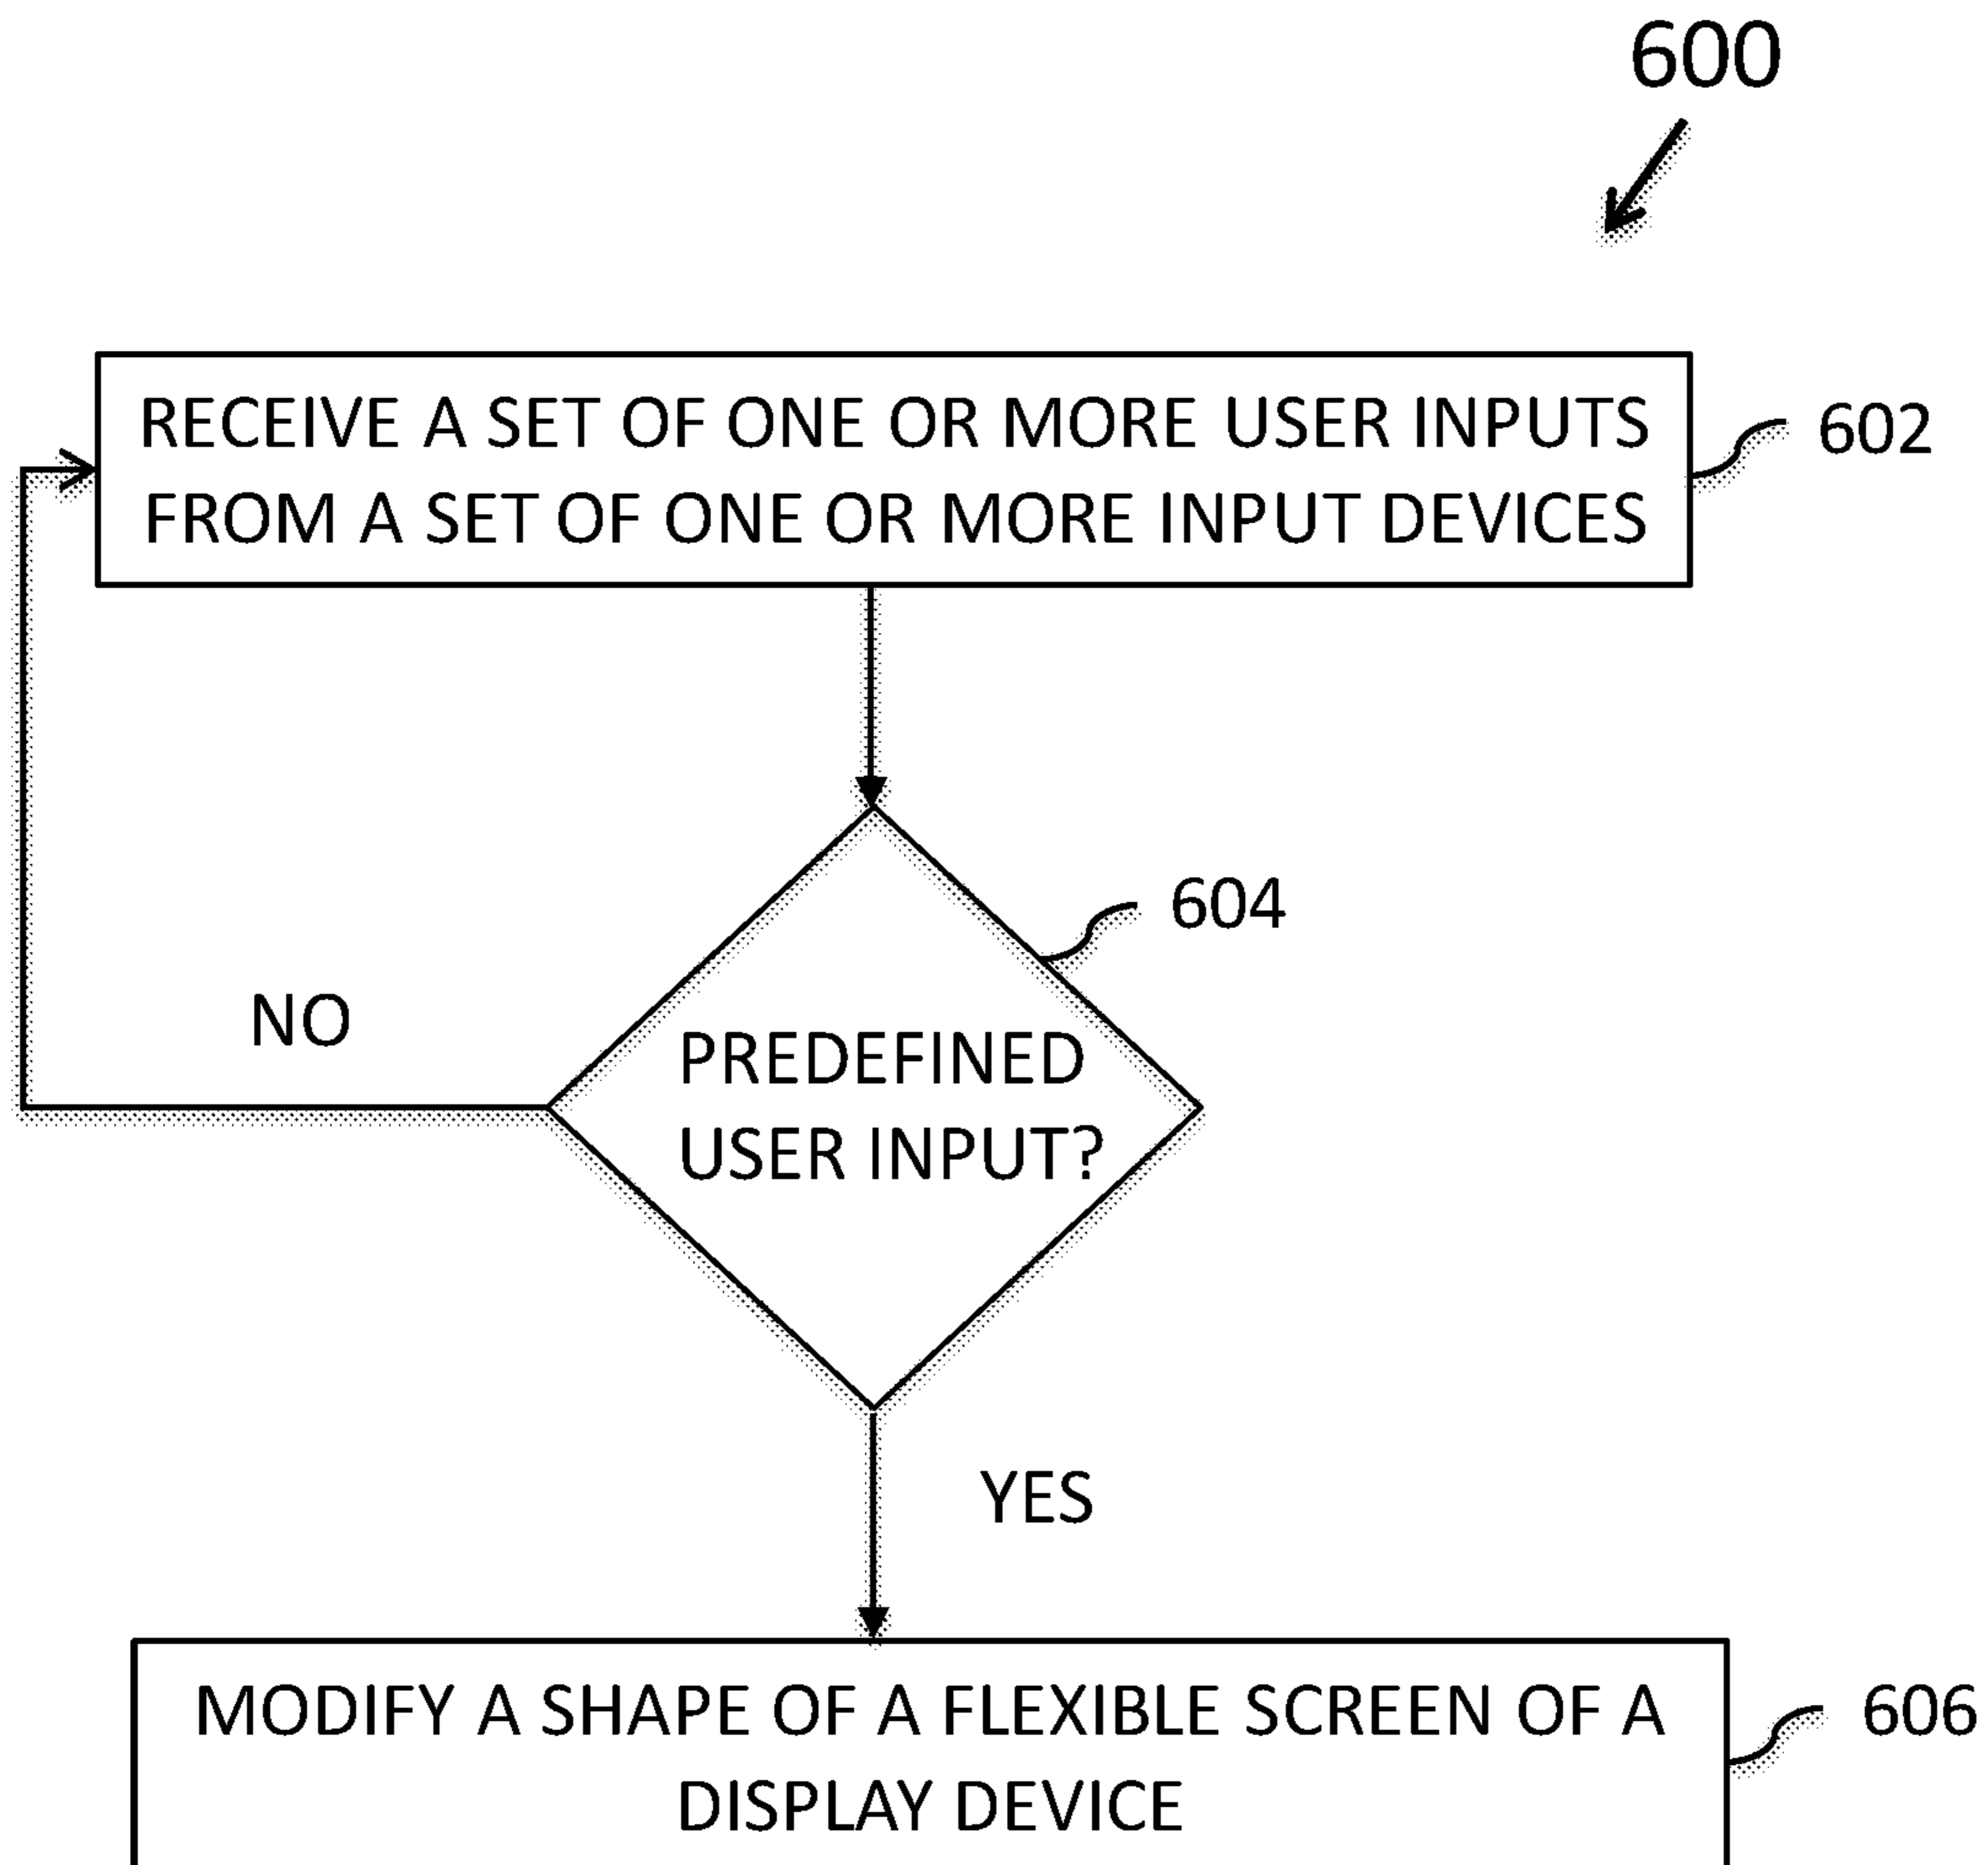 600
RECEIVE A SET OF ONE OR MORE USER INPUTS
FROM A SET OF ONE OR MORE INPUT DEVICES
602
604
NO
PREDEFINED
USER INPUT?
YES
MODIFY A SHAPE OF A FLEXIBLE SCREEN OF A
DISPLAY DEVICE
606